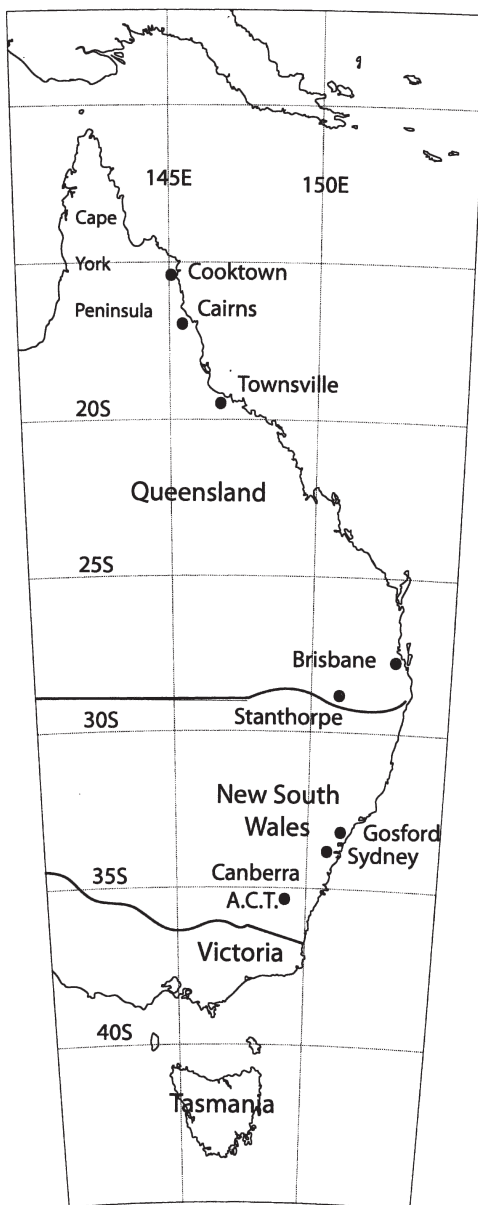 145E
150E
Cape
York
Peninsula
Cooktown
Cairns
Townsville
20S
Queensland
25S
Brisbane
Stanthorpe
30S
New South
Wales
Gosford
Sydney
35S
Canberra
A.C.T.
Victoria
40S
Tasmania